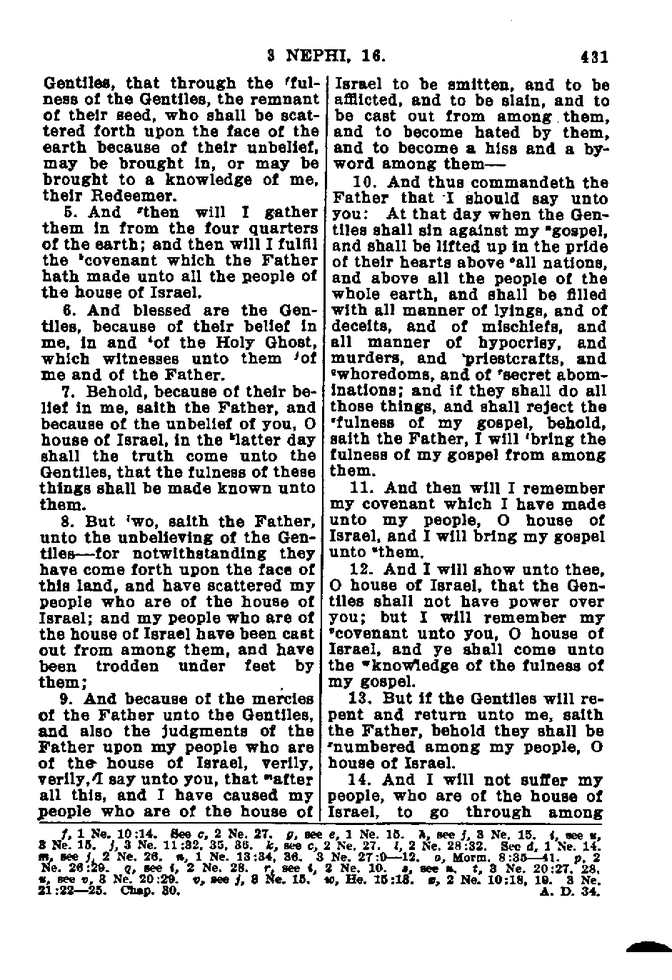 3 NEPHI, 16.
431
Gentiles, that through the ᶠful-
ness of the Gentiles, the remnant
of their seed, who shall be scat-
tered forth upon the face of the
earth because of their unbelief,
may be brought in, or may be
brought to a knowledge of me,
their Redeemer.
5. And ᵍthen will I gather
them in from the four quarters
of the earth; and then will I fulfil
the ʰcovenant which the Father
hath made unto all the people of
the house of Israel.
6. And blessed are the Gen-
tiles, because of their belief in
me, in and ⁱof the Holy Ghost,
which witnesses unto them ʲof
me and of the Father.
7. Behold, because of their be-
lief in me, saith the Father, and
because of the unbelief of you, O
house of Israel, in the ᵏlatter day
shall the truth come unto the
Gentiles, that the fulness of these
things shall be made known unto
them.
8. But ˡwo, saith the Father,
unto the unbelieving of the Gen-
tiles—for notwithstanding they
have come forth upon the face of
this land, and have scattered my
people who are of the house of
Israel; and my people who are of
the house of Israel have been cast
out from among them, and have
been trodden under feet by
them;
9. And because of the mercies
of the Father unto the Gentiles,
and also the judgments of the
Father upon my people who are
of the house of Israel, verily,
verily, I say unto you, that ᵐafter
all this, and I have caused my
people who are of the house of
Israel to be smitten, and to be
afflicted, and to be slain, and to
be cast out from among them,
and to become hated by them,
and to become a hiss and a by-
word among them—
10. And thus commandeth the
Father that I should say unto
you: At that day when the Gen-
tiles shall sin against my ⁿgospel,
and shall be lifted up in the pride
of their hearts above ᵒall nations,
and above all the people of the
whole earth, and shall be filled
with all manner of lyings, and of
deceits, and of mischiefs, and
all manner of hypocrisy, and
murders, and ᵖpriestcrafts, and
qwhoredoms, and of ʳsecret abom-
inations; and if they shall do all
those things, and shall reject the
ˢfulness of my gospel, behold,
saith the Father, I will ᵗbring the
fulness of my gospel from among
them.
11. And then will I remember
my covenant which I have made
unto my people, O house of
Israel, and I will bring my gospel
unto ᵘthem.
12. And I will show unto thee,
O house of Israel, that the Gen-
tiles shall not have power over
you; but I will remember my
ᵛcovenant unto you, O house of
Israel, and ye shall come unto
the ʷknowledge of the fulness of
my gospel.
13. But if the Gentiles will re-
pent and return unto me, saith
the Father, behold they shall be
ˣnumbered among my people, O
house of Israel.
14. And I will not suffer my
people, who are of the house of
Israel, to go through among
f, 1 Ne. 10:14. See c, 2 Ne. 27. g, see e, 1 Ne. 15. h, see j, 3 Ne. 15. i, see x,
3 Ne. 15. j, 3 Ne. 11:32, 35, 36. k, see c, 2 Ne. 27. l, 2 Ne. 28:32. See d, 1 Ne. 14.
m, see j, 2 Ne. 26. n, 1 Ne. 13:34, 36. 3 Ne. 27:9—12. o, Morm. 8:35—41. p, 2
Ne. 26:29. q, see i, 2 Ne. 28. r, see i, 2 Ne. 10. s, see n. t, 3 Ne. 20:27, 28.
u, see v, 3 Ne. 20:29. v, see j, 3 Ne. 15. w, He. 15:13. x, 2 Ne. 10:18, 19. 3 Ne.
21:22—25. Chap. 30.
A. D. 34.